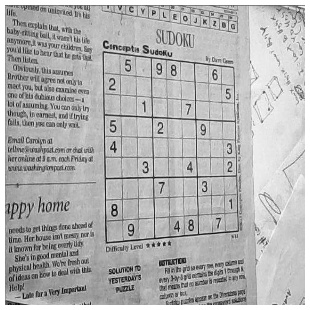 I V C Y P L E O J K Z B G
life.
Then explain that, with the
baby-sitting bull, it wasn't his life
anymore, it was your children. Say
you'd like to hear that he gets that.
Then listen.
Obviously, this assumes
Brother will agree not only to
meet you, but also examine even
one of his dubious choices — a
lot of assuming. You can only try
though, in earnest, and if trying
fails, then you can only wait.
Email Carolyn at
tellme@washpost.com or chat with
her online at 9 a.m. each Friday at
www.washingtonpost.com.
SUDOKU
Conceptis SudoKu
By Dave Green
5 9 8 6
2 5
1 7
5 2 9
4 3
3 4 2
7 3
8 1
9 4 8 7
Difficulty Level ★★★★★
happy home
needs to get things done ahead of
time. Her house isn't messy, nor is
it known for being overly tidy.
She's in good mental and
physical health. We're fresh out
of ideas on how to deal with this.
Help!
— Late for a Very Important
SOLUTION TO
YESTERDAY'S
PUZZLE
INSTRUCTIONS
Fill in the grid so every row, every column and
every 3-by-3 grid contains the digits 1 through 9,
that means that no number is repeated in any row,
column or box.